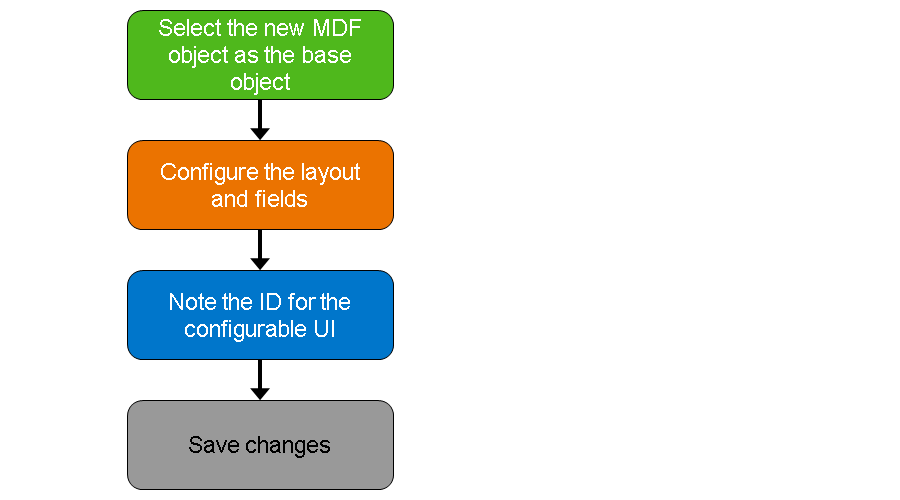 Select the new MDF
object as the base
object
Configure the layout
and fields
Note the ID for the
configurable UI
Save changes